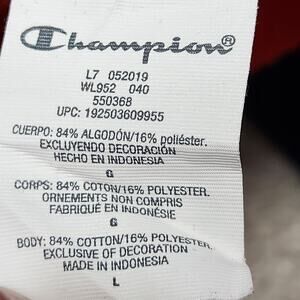 Champion®
L7 052019
WL952 040
550368
UPC: 192503609955
CUERPO: 84% ALGODÓN/16% poliéster.
EXCLUYENDO DECORACIÓN
HECHO EN INDONESIA
G
CORPS: 84% COTON/16% POLYESTER.
ORNEMENTS NON COMPRIS
FABRIQUÉ EN INDONÉSIE
G
BODY: 84% COTTON/16% POLYESTER.
EXCLUSIVE OF DECORATION
MADE IN INDONESIA
L